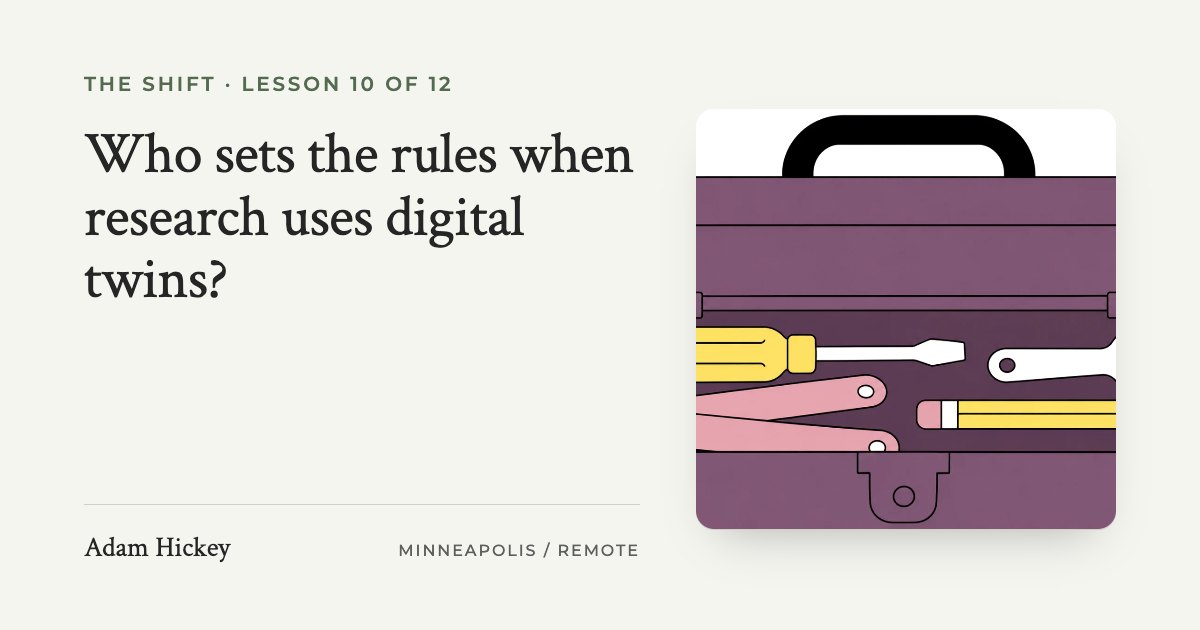 THE SHIFT · LESSON 10 OF 12
Who sets the rules when
research uses digital
twins?
Adam Hickey
MINNEAPOLIS / REMOTE